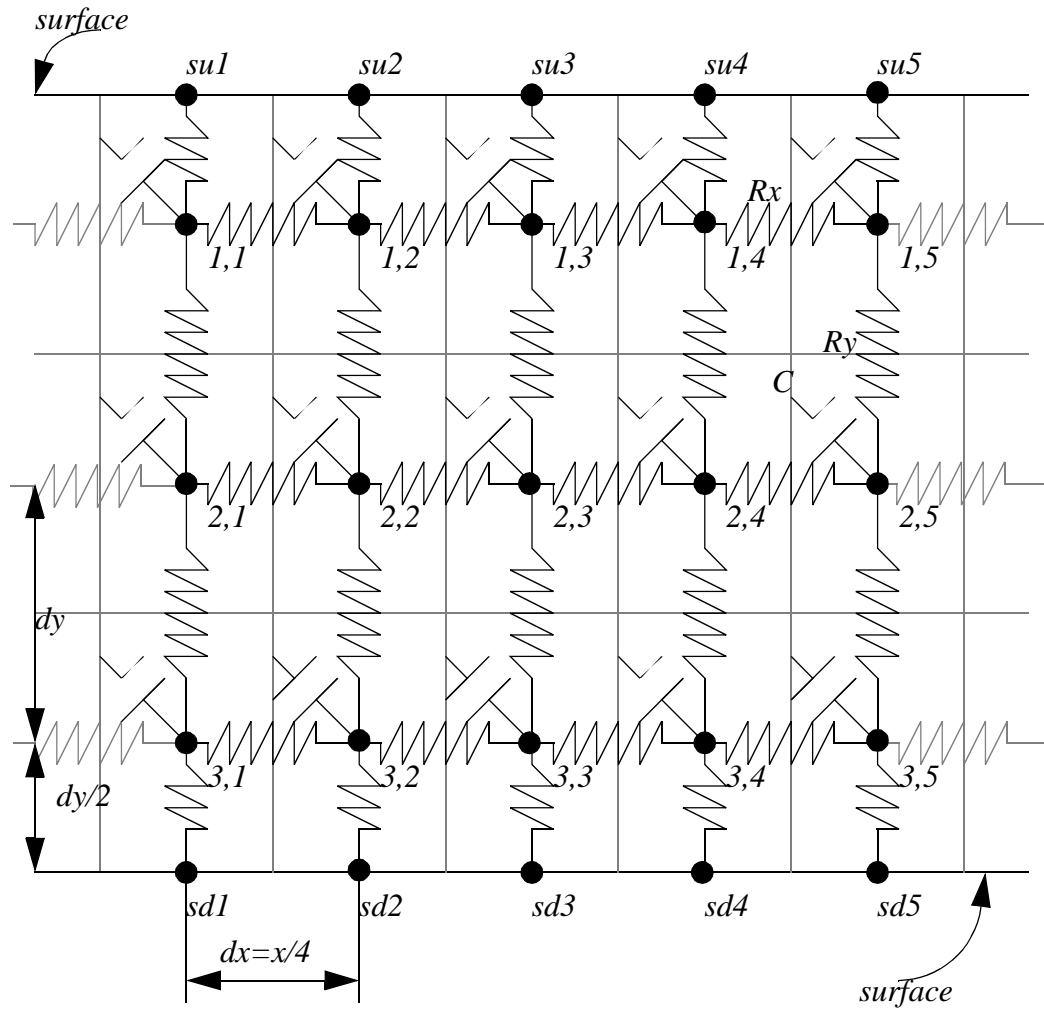 surface
su1 su2 su3 su4 su5
Rx
1,1 1,2 1,3 1,4 1,5
Ry
C
2,1 2,2 2,3 2,4 2,5
dy
3,1 3,2 3,3 3,4 3,5
dy/2
sd1 sd2 sd3 sd4 sd5
dx=x/4
surface